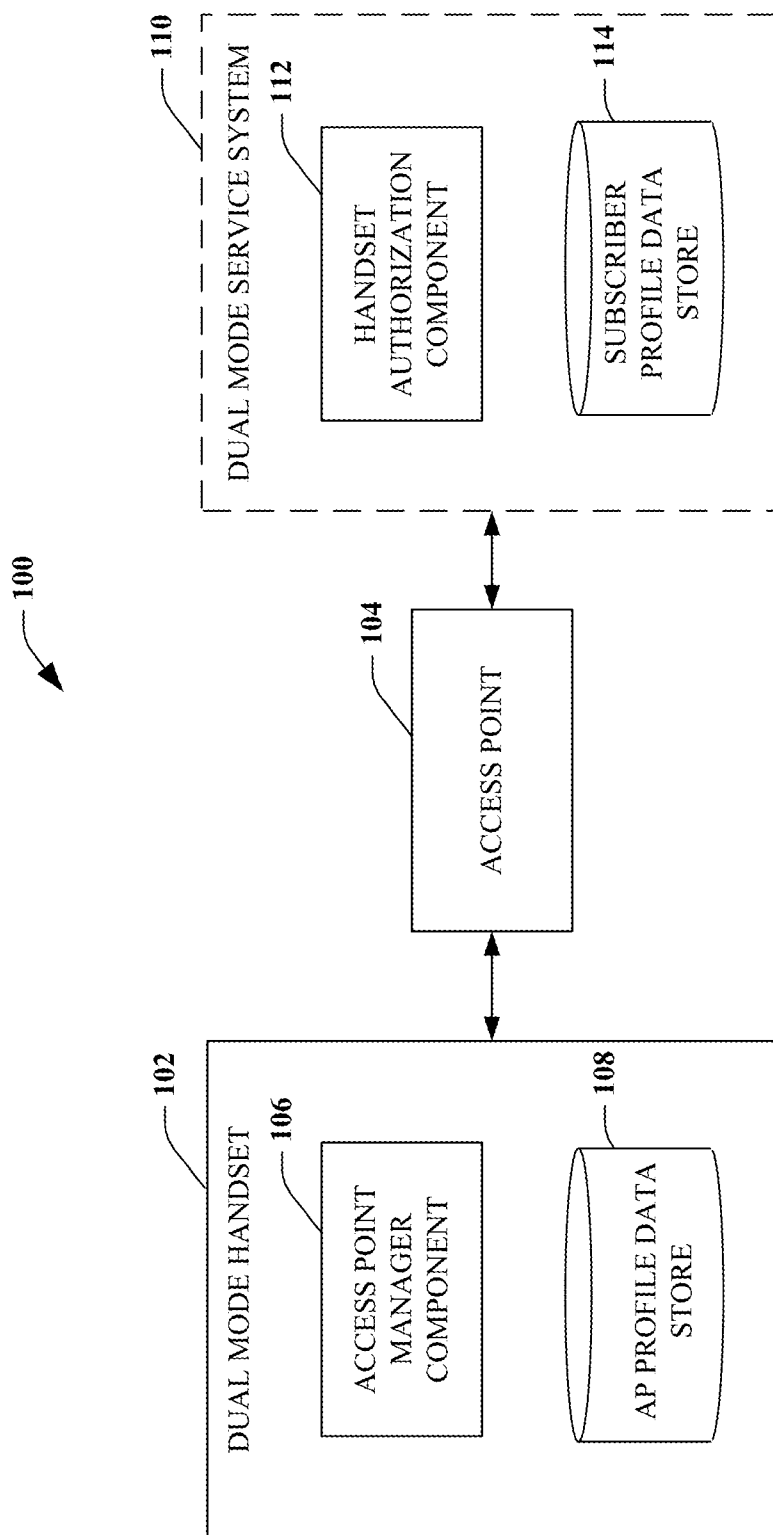 100
102
DUAL MODE HANDSET
106
ACCESS POINT
MANAGER
COMPONENT
108
AP PROFILE DATA
STORE
104
ACCESS POINT
110
DUAL MODE SERVICE SYSTEM
112
HANDSET
AUTHORIZATION
COMPONENT
114
SUBSCRIBER
PROFILE DATA
STORE